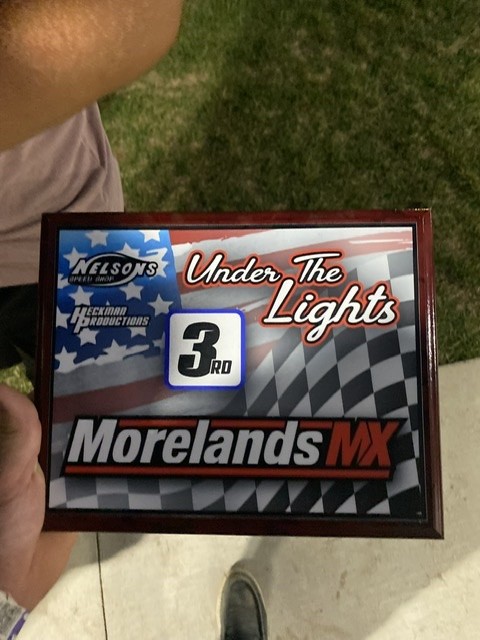 NELSONS
SPEED SHOP
HECKMAN
PRODUCTIONS
Under The
Lights
3RD
MorelandsMX